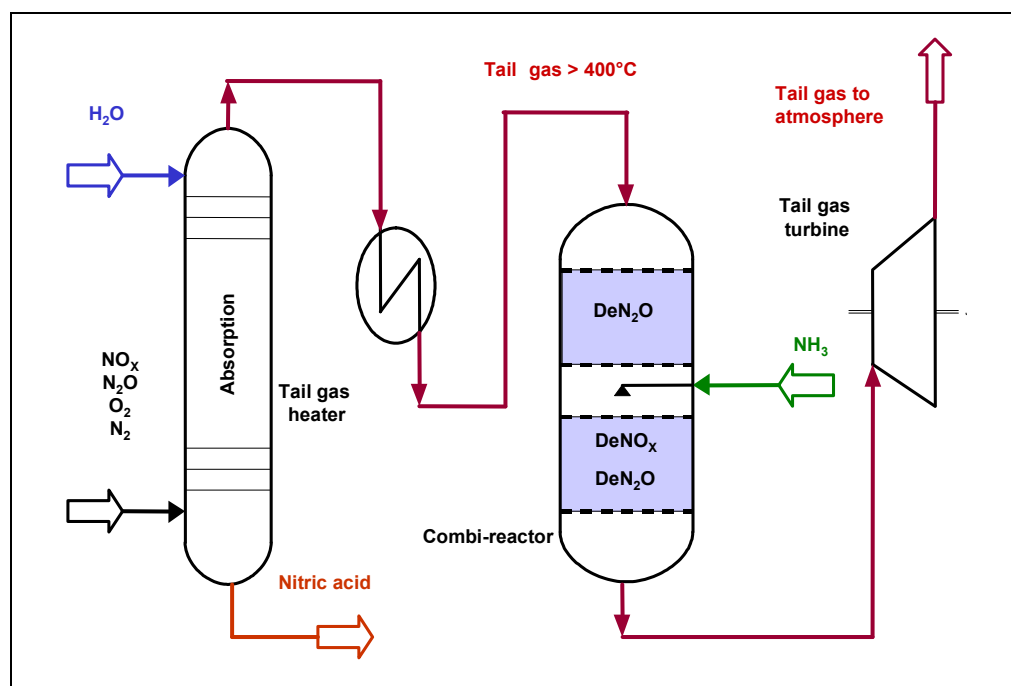 Tail gas > 400°C
Tail gas to
atmosphere
H₂O
Tail gas
turbine
Absorption
DeN₂O
NH₃
NOₓ
N₂O
O₂
N₂
Tail gas
heater
DeNOₓ
DeN₂O
Combi-reactor
Nitric acid